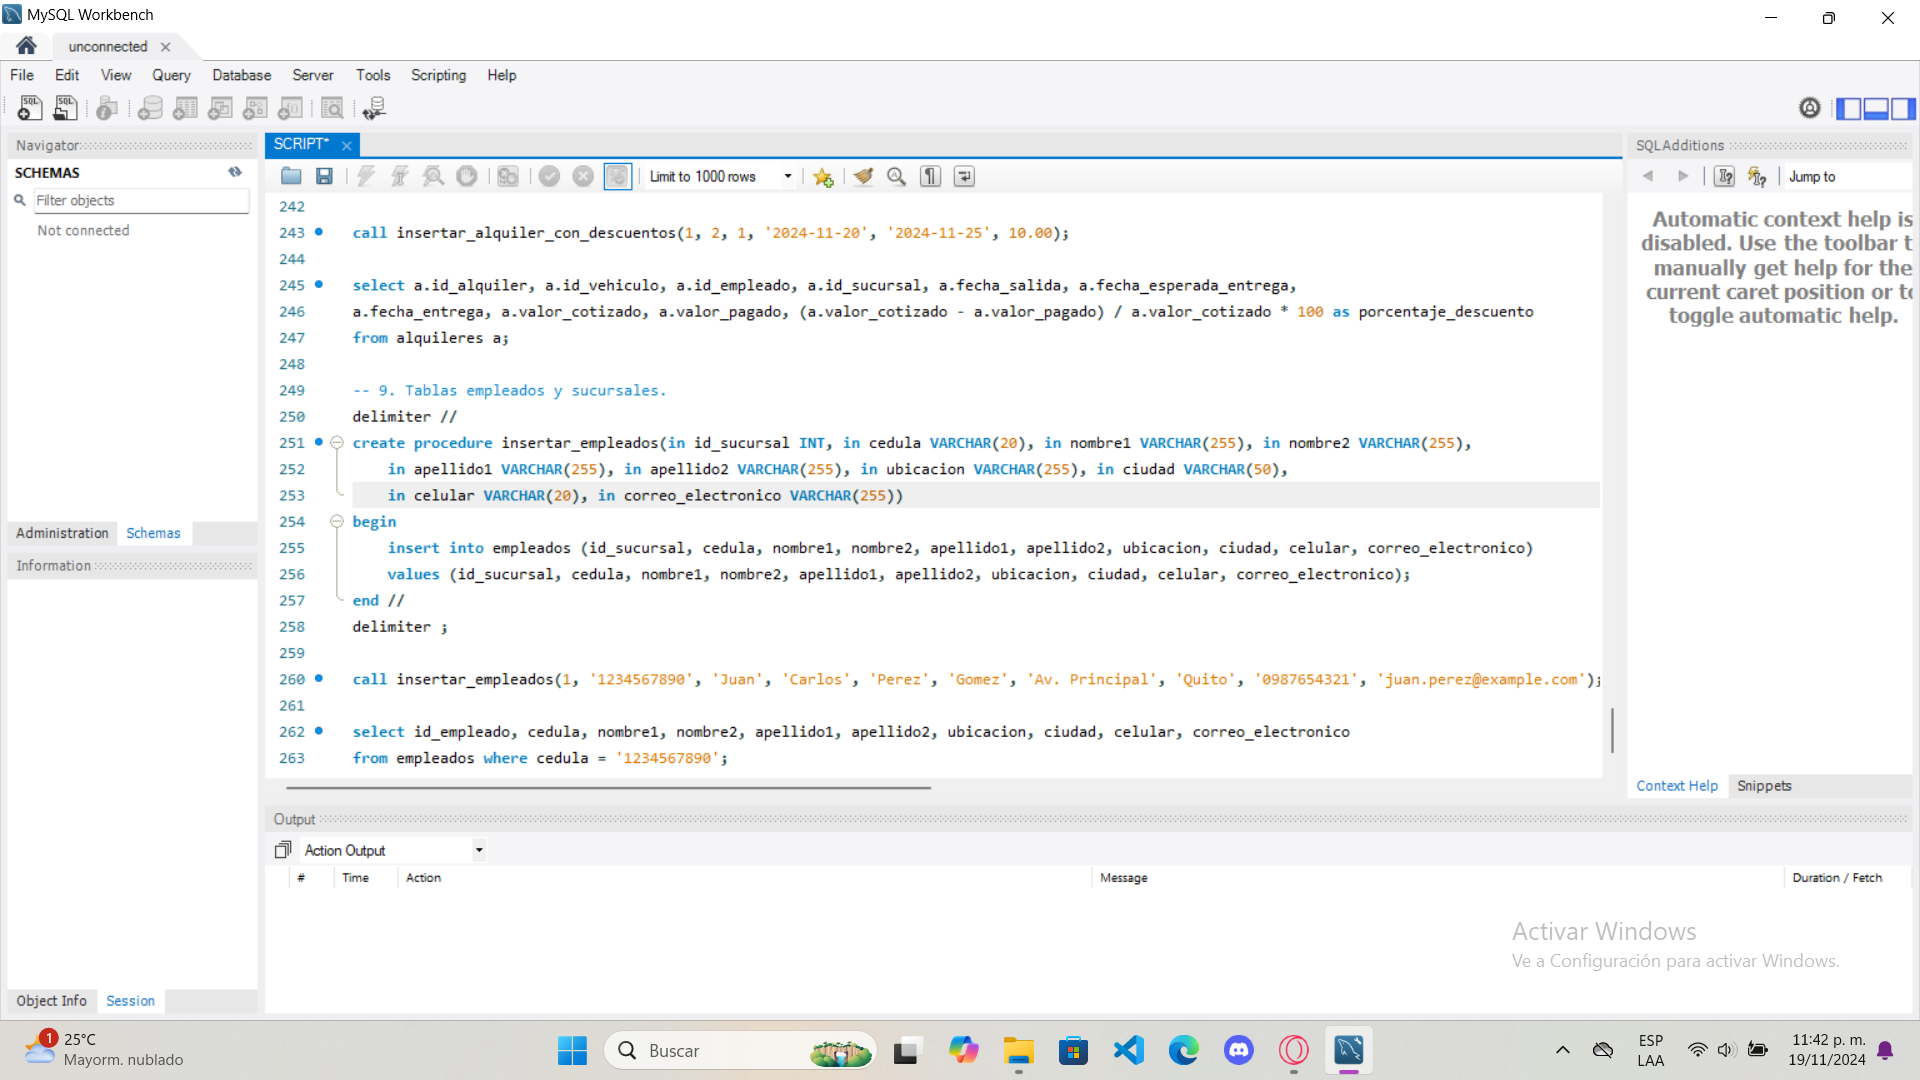 MySQL Workbench
unconnected
File Edit View Query Database Server Tools Scripting Help
Navigator
SCHEMAS
Filter objects
Not connected
Administration Schemas
Information
Object Info Session
SCRIPT*
Limit to 1000 rows
242
243 call insertar_alquiler_con_descuentos(1, 2, 1, '2024-11-20', '2024-11-25', 10.00);
244
245 select a.id_alquiler, a.id_vehiculo, a.id_empleado, a.id_sucursal, a.fecha_salida, a.fecha_esperada_entrega,
246 a.fecha_entrega, a.valor_cotizado, a.valor_pagado, (a.valor_cotizado - a.valor_pagado) / a.valor_cotizado * 100 as porcentaje_descuento
247 from alquileres a;
248
249 -- 9. Tablas empleados y sucursales.
250 delimiter //
251 create procedure insertar_empleados(in id_sucursal INT, in cedula VARCHAR(20), in nombre1 VARCHAR(255), in nombre2 VARCHAR(255),
252 in apellido1 VARCHAR(255), in apellido2 VARCHAR(255), in ubicacion VARCHAR(255), in ciudad VARCHAR(50),
253 in celular VARCHAR(20), in correo_electronico VARCHAR(255))
254 begin
255 insert into empleados (id_sucursal, cedula, nombre1, nombre2, apellido1, apellido2, ubicacion, ciudad, celular, correo_electronico)
256 values (id_sucursal, cedula, nombre1, nombre2, apellido1, apellido2, ubicacion, ciudad, celular, correo_electronico);
257 end //
258 delimiter ;
259
260 call insertar_empleados(1, '1234567890', 'Juan', 'Carlos', 'Perez', 'Gomez', 'Av. Principal', 'Quito', '0987654321', 'juan.perez@example.com');
261
262 select id_empleado, cedula, nombre1, nombre2, apellido1, apellido2, ubicacion, ciudad, celular, correo_electronico
263 from empleados where cedula = '1234567890';
SQLAdditions
Jump to
Automatic context help is
disabled. Use the toolbar t
manually get help for the
current caret position or to
toggle automatic help.
Context Help Snippets
Output
Action Output
# Time Action Message Duration / Fetch
Activar Windows
Ve a Configuración para activar Windows.
1
25°C
Mayorm. nublado
Buscar
ESP
LAA
11:42 p. m.
19/11/2024